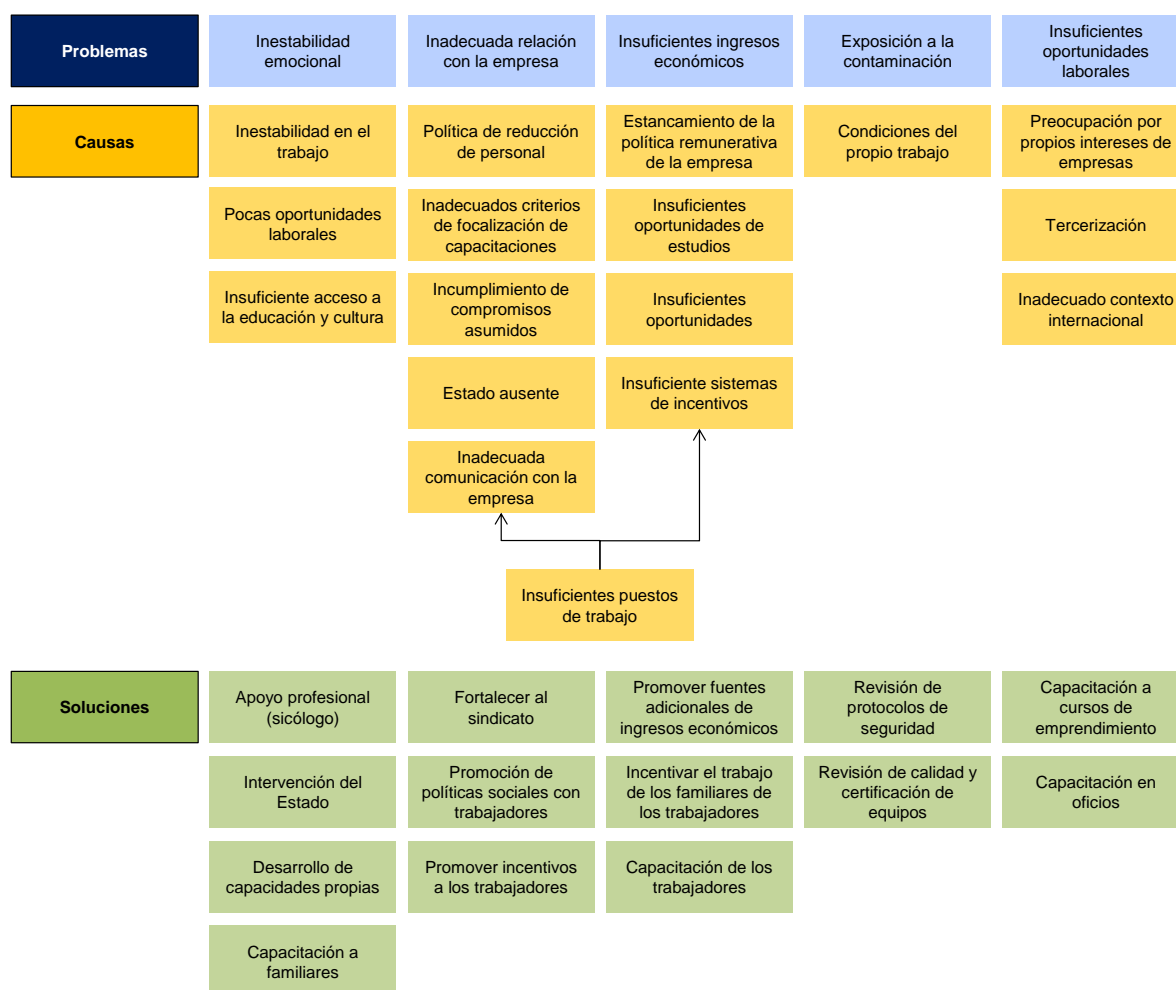 Problemas
Inestabilidad
emocional
Inadecuada relación
con la empresa
Insuficientes ingresos
económicos
Exposición a la
contaminación
Insuficientes
oportunidades
laborales
Causas
Inestabilidad en el
trabajo
Política de reducción
de personal
Estancamiento de la
política remunerativa
de la empresa
Condiciones del
propio trabajo
Preocupación por
propios intereses de
empresas
Pocas oportunidades
laborales
Inadecuados criterios
de focalización de
capacitaciones
Insuficientes
oportunidades de
estudios
Tercerización
Insuficiente acceso a
la educación y cultura
Incumplimiento de
compromisos
asumidos
Insuficientes
oportunidades
Inadecuado contexto
internacional
Estado ausente
Insuficiente sistemas
de incentivos
Inadecuada
comunicación con la
empresa
Insuficientes puestos
de trabajo
Soluciones
Apoyo profesional
(sicólogo)
Fortalecer al
sindicato
Promover fuentes
adicionales de
ingresos económicos
Revisión de
protocolos de
seguridad
Capacitación a
cursos de
emprendimiento
Intervención del
Estado
Promoción de
políticas sociales con
trabajadores
Incentivar el trabajo
de los familiares de
los trabajadores
Revisión de calidad y
certificación de
equipos
Capacitación en
oficios
Desarrollo de
capacidades propias
Promover incentivos
a los trabajadores
Capacitación de los
trabajadores
Capacitación a
familiares